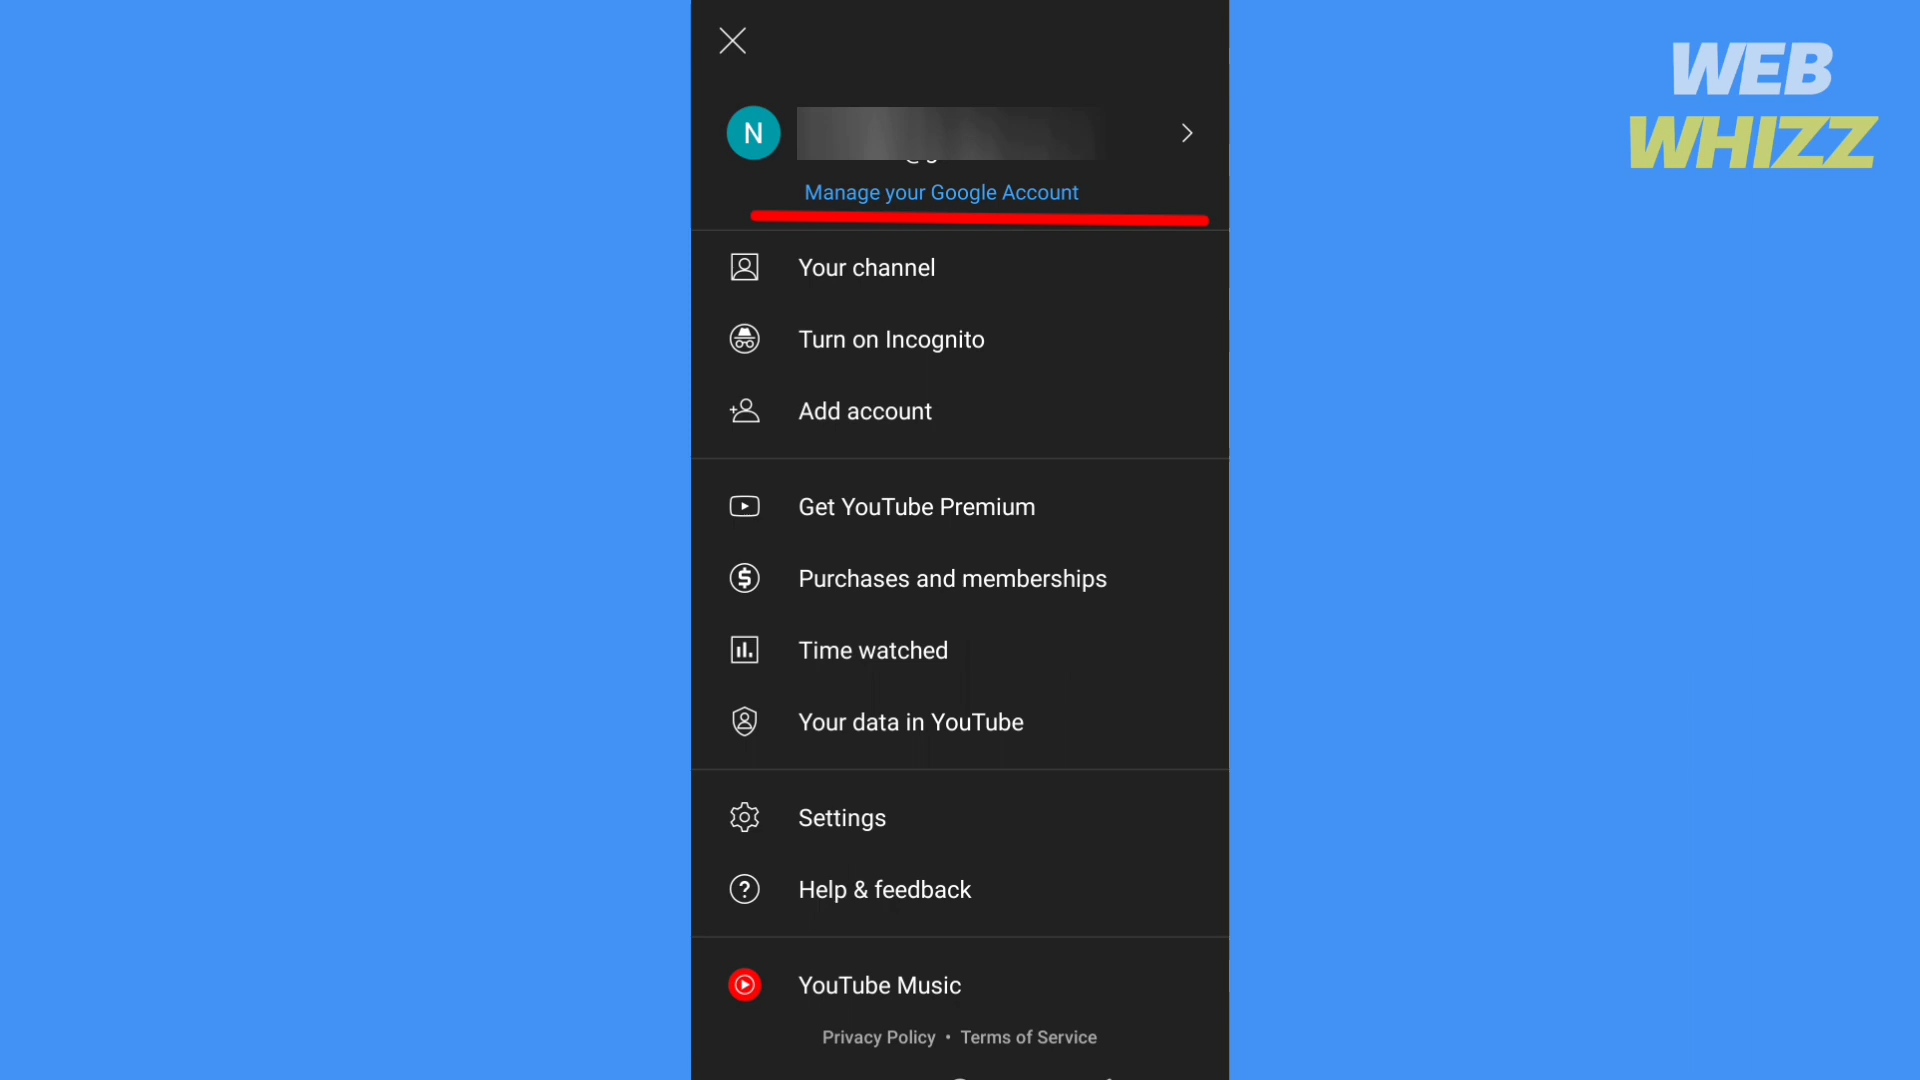 WEB
WHIZZ
N
Manage your Google Account
Your channel
Turn on Incognito
Add account
Get YouTube Premium
Purchases and memberships
Time watched
Your data in YouTube
Settings
Help & feedback
YouTube Music
Privacy Policy • Terms of Service